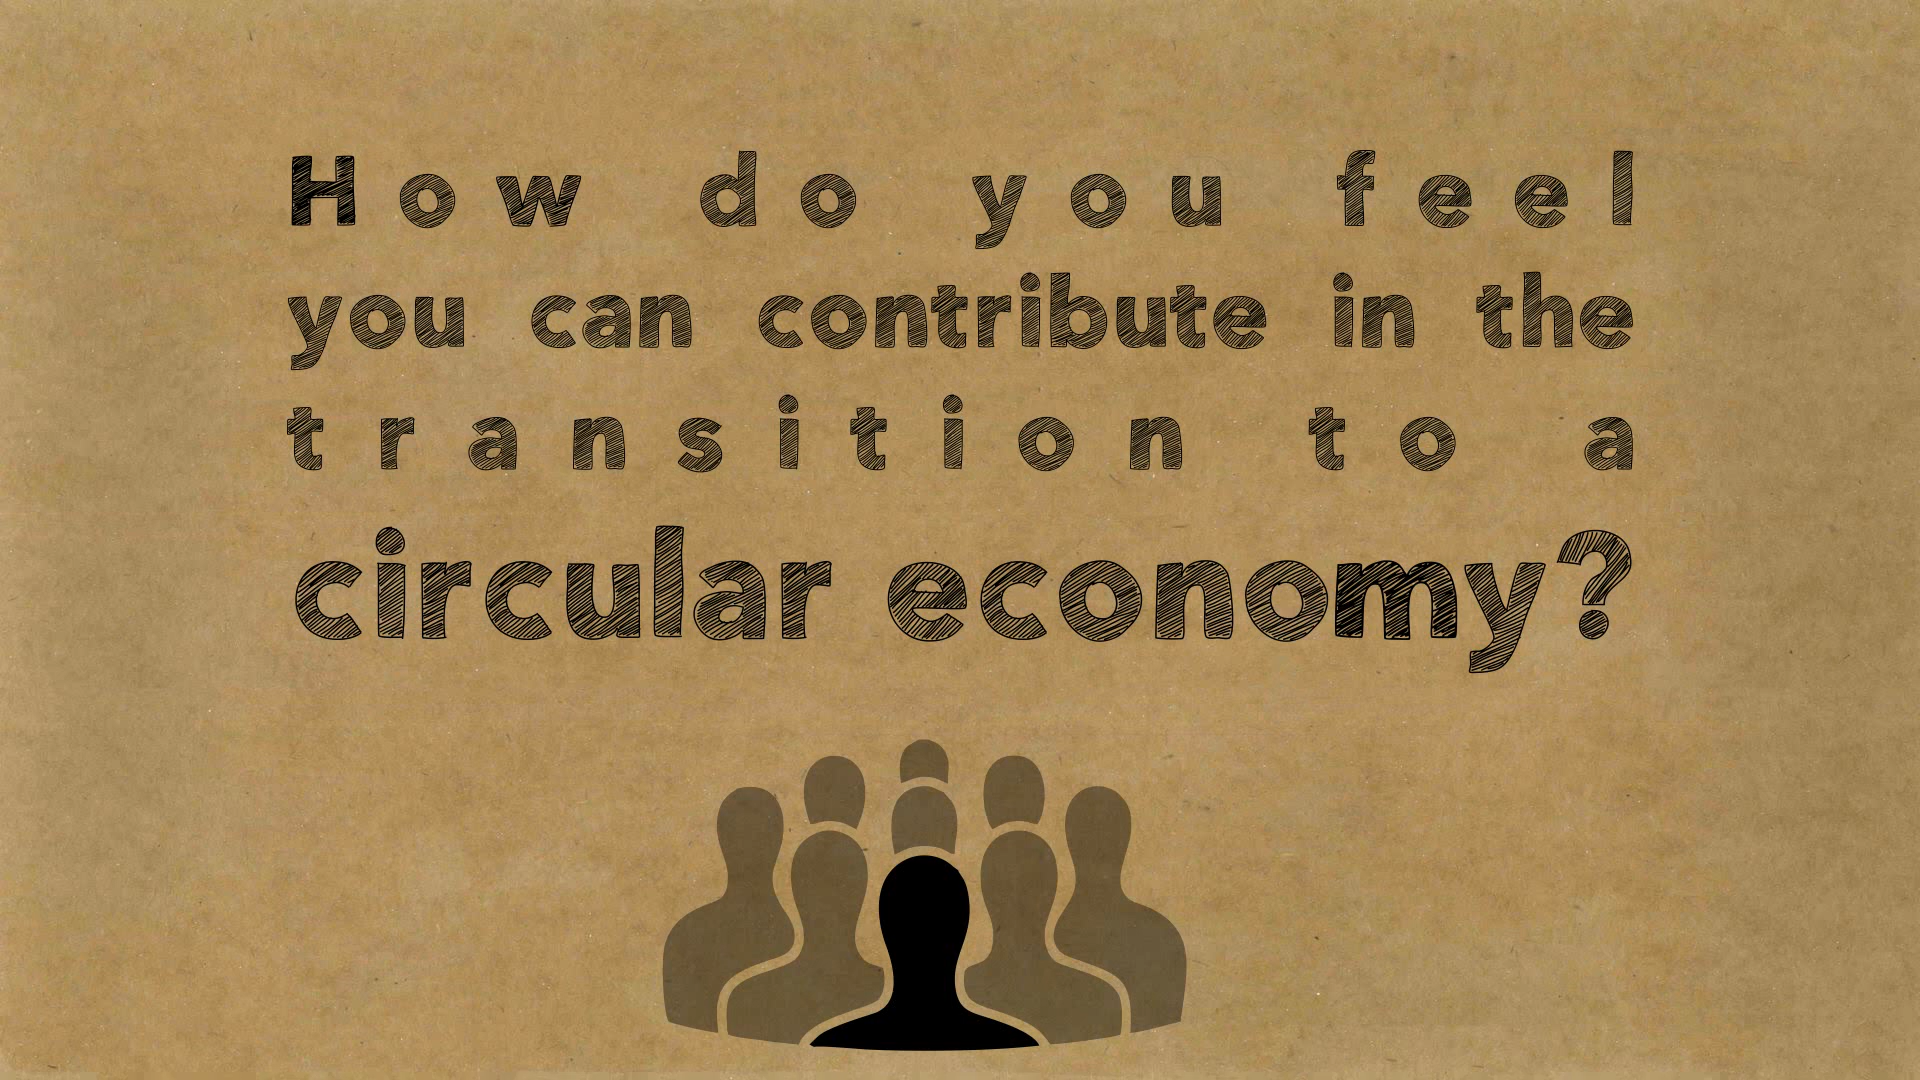 How do you feel
you can contribute in the
transition to a
circular economy?